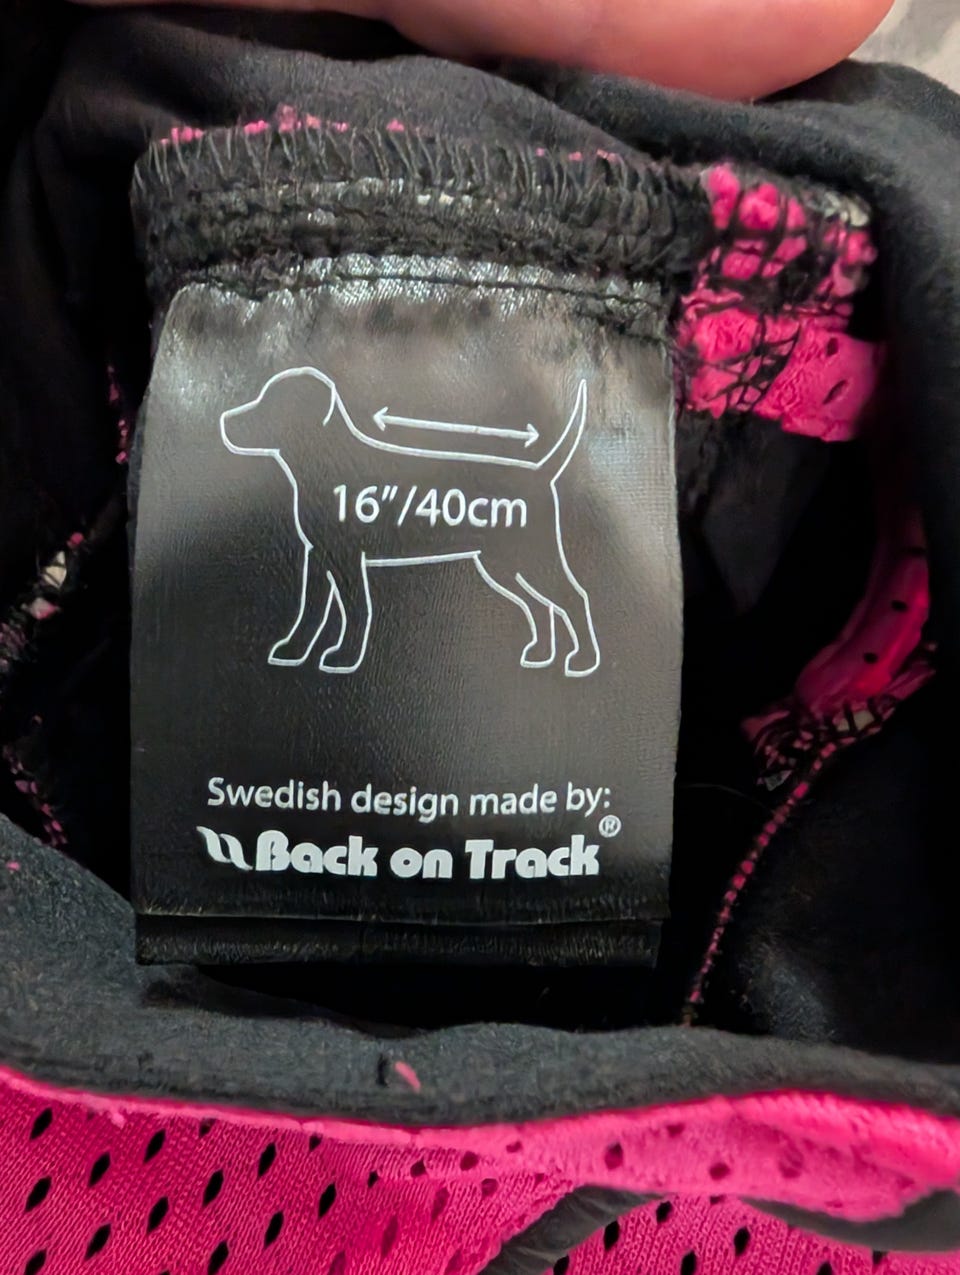 16"/40cm
Swedish design made by:
Back on Track®